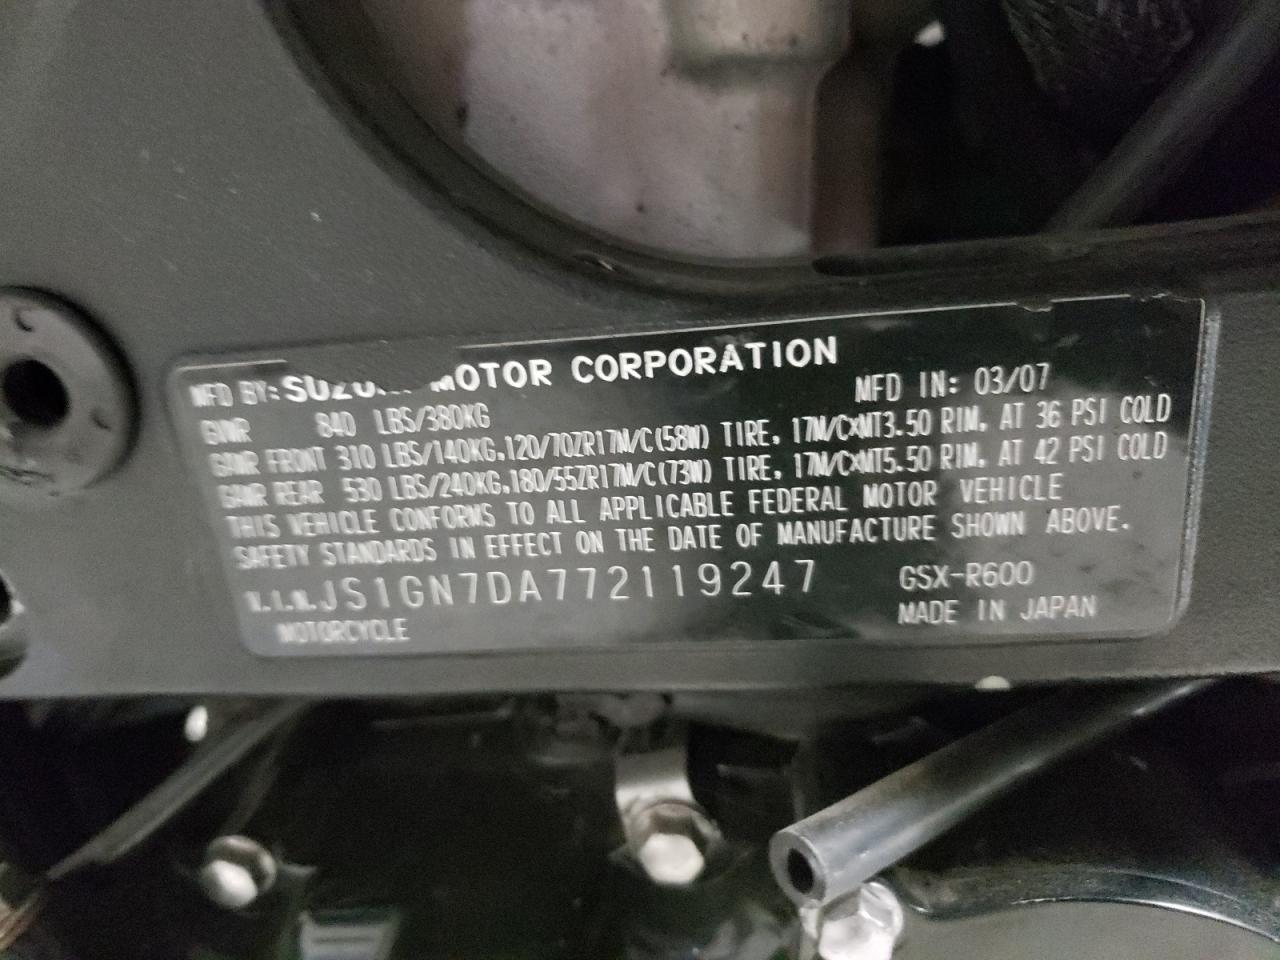 MFD BY: SUZUKI MOTOR CORPORATION
MFD IN: 03/07
GVWR 840 LBS/380KG
GAWR FRONT 310 LBS/140KG,120/70ZR17M/C(58W) TIRE, 17M/CxMT3.50 RIM, AT 36 PSI COLD
GAWR REAR 530 LBS/240KG,180/55ZR17M/C(73W) TIRE, 17M/CxMT5.50 RIM, AT 42 PSI COLD
THIS VEHICLE CONFORMS TO ALL APPLICABLE FEDERAL MOTOR VEHICLE
SAFETY STANDARDS IN EFFECT ON THE DATE OF MANUFACTURE SHOWN ABOVE.
V.I.N. JS1GN7DA772119247 GSX-R600
MOTORCYCLE MADE IN JAPAN